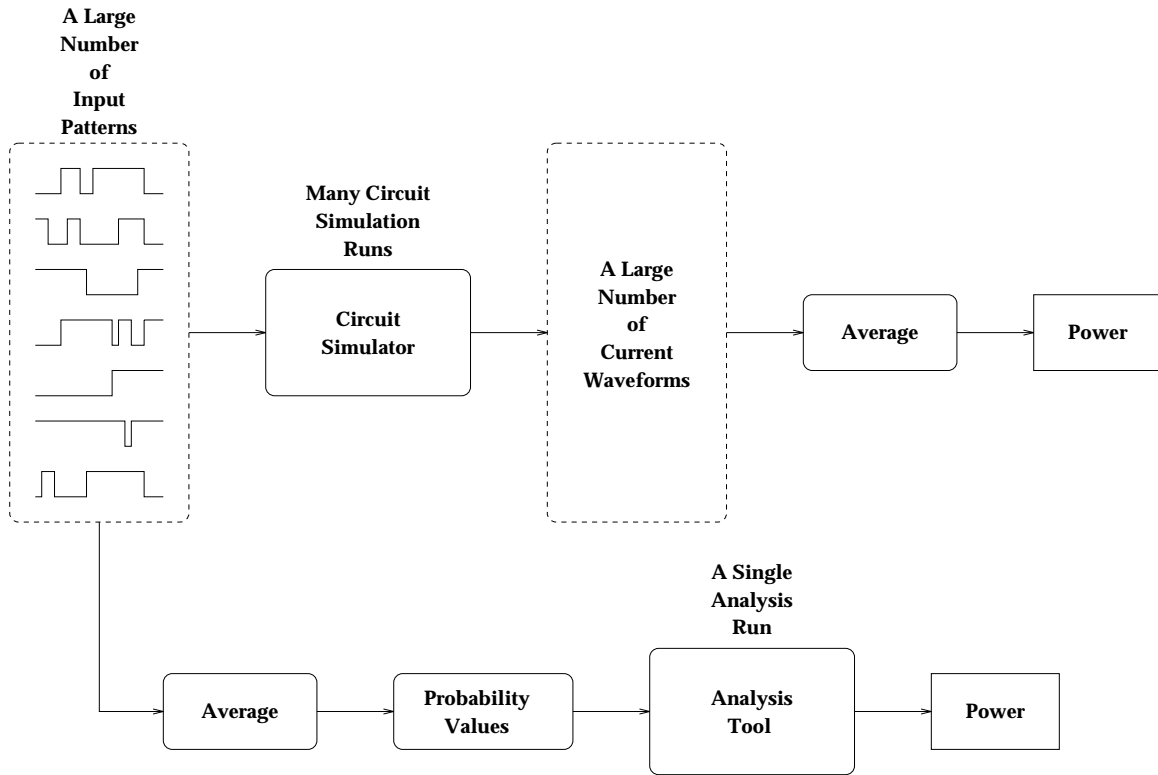 A Large
Number
of
Input
Patterns
Many Circuit
Simulation
Runs
Circuit
Simulator
A Large
Number
of
Current
Waveforms
Average
Power
A Single
Analysis
Run
Average
Probability
Values
Analysis
Tool
Power